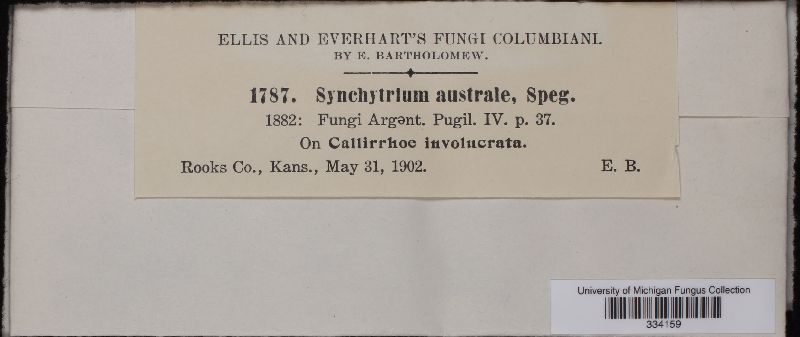 ELLIS AND EVERHART'S FUNGI COLUMBIANI.
BY E. BARTHOLOMEW.
1787. Synchytrium australe, Speg.
1882: Fungi Argent. Pugil. IV. p. 37.
On Callirrhoe involucrata.
Rooks Co., Kans., May 31, 1902. E. B.
University of Michigan Fungus Collection
334159